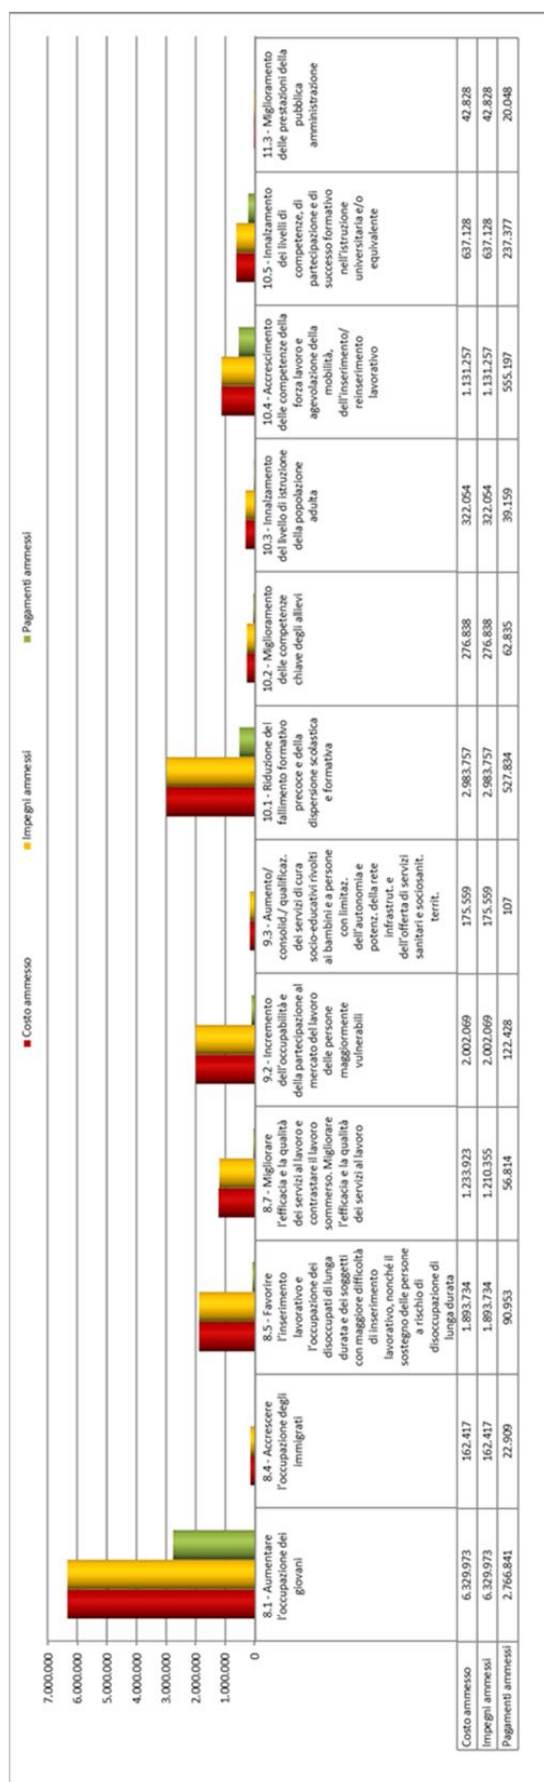 Costo ammesso
Impegni ammessi
Pagamenti ammessi
7.000.000
6.000.000
5.000.000
4.000.000
3.000.000
2.000.000
1.000.000
0
8.1 - Aumentare
l'occupazione dei
giovani
8.4 - Accrescere
l'occupazione degli
immigrati
8.5 - Favorire
l'inserimento
lavorativo e
l'occupazione dei
disoccupati di lunga
durata e dei soggetti
con maggiore difficoltà
di inserimento
lavorativo, nonché il
sostegno delle persone
a rischio di
disoccupazione di
lunga durata
8.7 - Migliorare
l'efficacia e la qualità
dei servizi al lavoro e
contrastare il lavoro
sommerso. Migliorare
l'efficacia e la qualità
dei servizi al lavoro
9.2 - Incremento
dell'occupabilità e
della partecipazione al
mercato del lavoro
delle persone
maggiormente
vulnerabili
9.3 - Aumento/
consolid./ qualificaz.
dei servizi di cura
socio-educativi rivolti
ai bambini e a persone
con limitaz.
dell'autonomia e
potenz. della rete
infrastrut. e
dell'offerta di servizi
sanitari e sociosanit.
territ.
10.1 - Riduzione del
fallimento formativo
precoce e della
dispersione scolastica
e formativa
10.2 - Miglioramento
delle competenze
chiave degli allievi
10.3 - Innalzamento
del livello di istruzione
della popolazione
adulta
10.4 - Accrescimento
delle competenze della
forza lavoro e
agevolazione della
mobilità,
dell'inserimento/
reinserimento
lavorativo
10.5 - Innalzamento
dei livelli di
competenze, di
partecipazione e di
successo formativo
nell'istruzione
universitaria e/o
equivalente
11.3 - Miglioramento
delle prestazioni della
pubblica
amministrazione
Costo ammesso 6.329.973 162.417 1.893.734 1.233.923 2.002.069 175.559 2.983.757 276.838 322.054 1.131.257 637.128 42.828
Impegni ammessi 6.329.973 162.417 1.893.734 1.210.355 2.002.069 175.559 2.983.757 276.838 322.054 1.131.257 637.128 42.828
Pagamenti ammessi 2.766.841 22.909 90.953 56.814 122.428 107 527.834 62.835 39.159 555.197 237.377 20.048